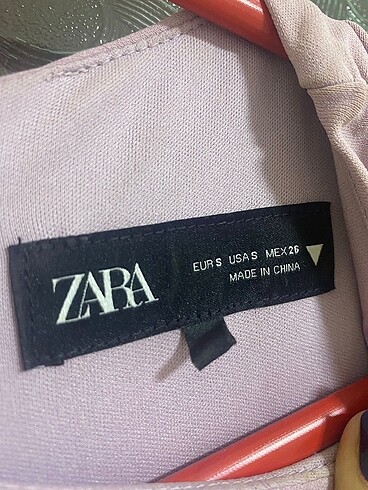 ZARA
EUR S USA S MEX 26
MADE IN CHINA